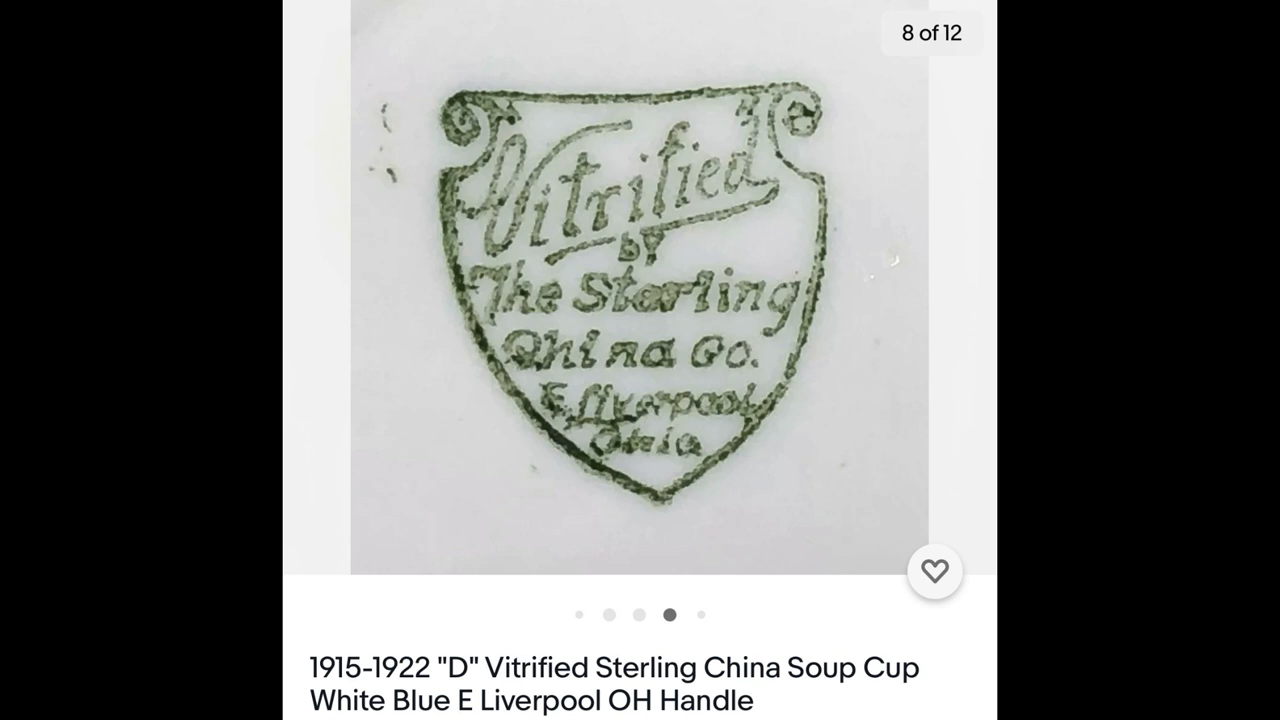 8 of 12
Vitrified
by
The Sterling
China Co.
E. Liverpool
Ohio
1915-1922 "D" Vitrified Sterling China Soup Cup
White Blue E Liverpool OH Handle